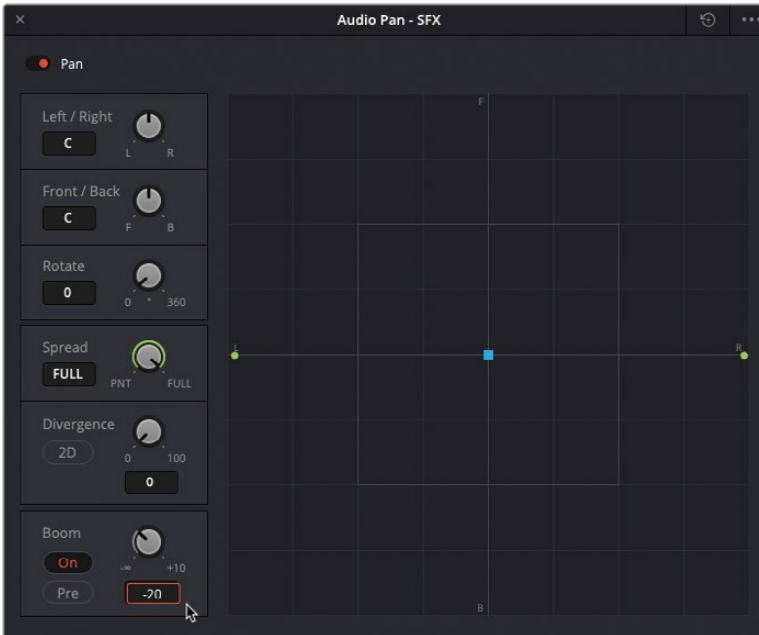 Audio Pan - SFX
Pan
Left / Right
C
L R
Front / Back
C
F B
Rotate
0
0 ° 360
Spread
FULL
PNT FULL
Divergence
2D
0 100
0
Boom
On
-∞ +10
Pre
-20
F
L
R
B